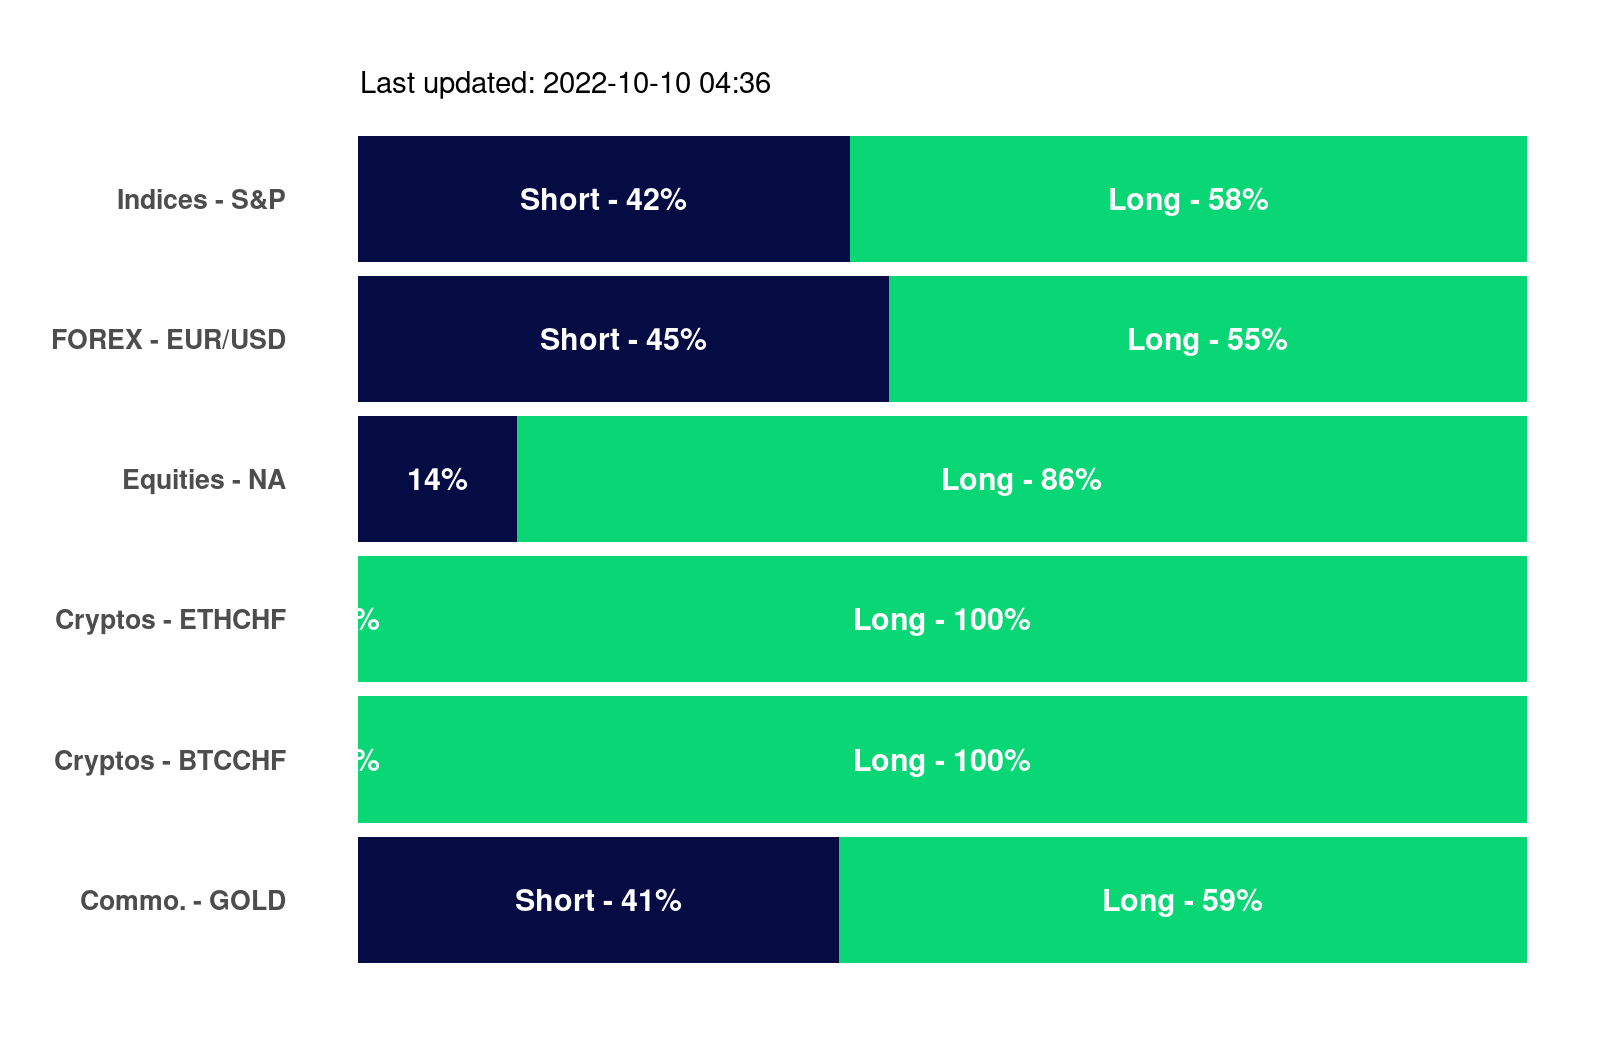 Last updated: 2022-10-10 04:36
Indices - S&P Short - 42% Long - 58%
FOREX - EUR/USD Short - 45% Long - 55%
Equities - NA 14% Long - 86%
Cryptos - ETHCHF % Long - 100%
Cryptos - BTCCHF % Long - 100%
Commo. - GOLD Short - 41% Long - 59%